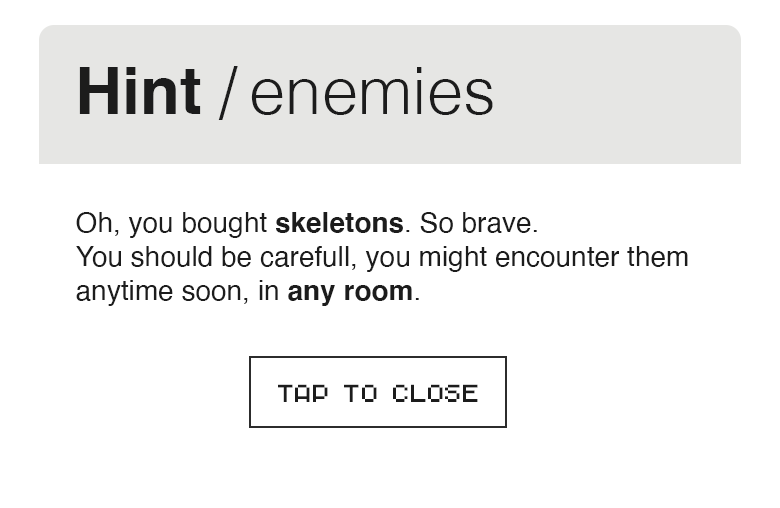 Hint / enemies
Oh, you bought skeletons. So brave.
You should be carefull, you might encounter them
anytime soon, in any room.
TAP TO CLOSE